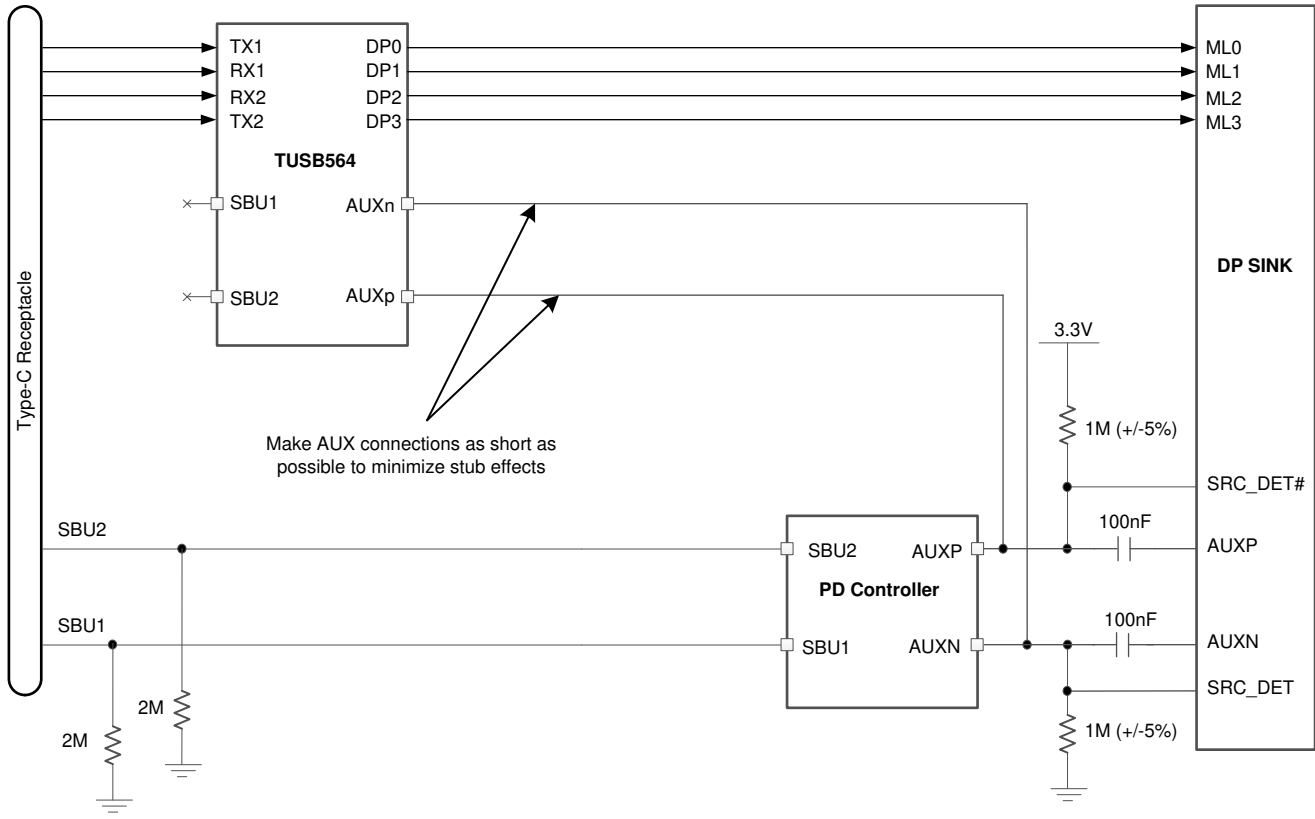 Type-C Receptacle
TX1
RX1
RX2
TX2
DP0
DP1
DP2
DP3
TUSB564
SBU1
AUXn
SBU2
AUXp
ML0
ML1
ML2
ML3
DP SINK
Make AUX connections as short as
possible to minimize stub effects
3.3V
1M (+/-5%)
SRC_DET#
100nF
AUXP
SBU2
SBU2
AUXP
PD Controller
SBU1
SBU1
AUXN
100nF
AUXN
SRC_DET
1M (+/-5%)
2M
2M